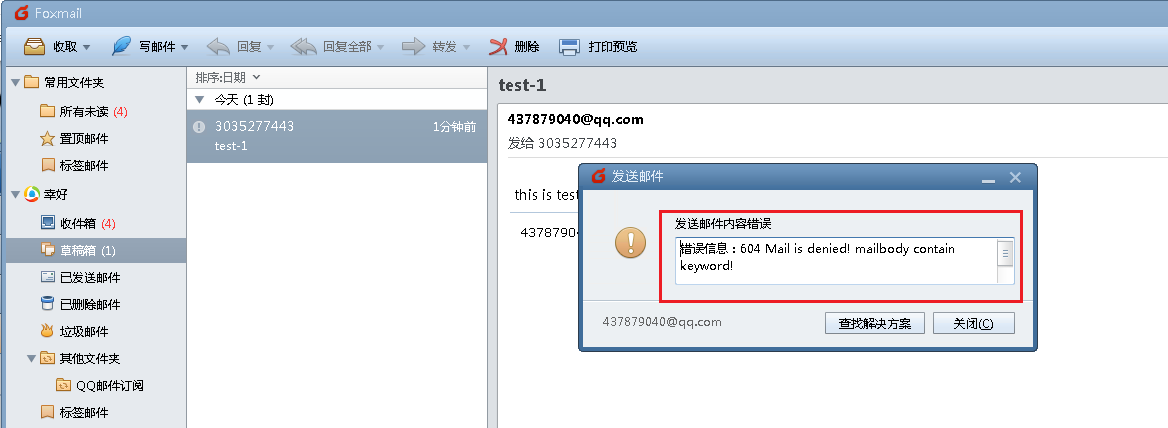 Foxmail
收取 写邮件 回复 回复全部 转发 删除 打印预览
常用文件夹
所有未读 (4)
置顶邮件
标签邮件
幸好
收件箱 (4)
草稿箱 (1)
已发送邮件
已删除邮件
垃圾邮件
其他文件夹
QQ邮件订阅
标签邮件
排序:日期
今天 (1 封)
3035277443 1分钟前
test-1
test-1
437879040@qq.com
发给 3035277443
this is test
4378790
发送邮件
发送邮件内容错误
错误信息：604 Mail is denied! mailbody contain
keyword!
437879040@qq.com
查找解决方案 关闭(C)